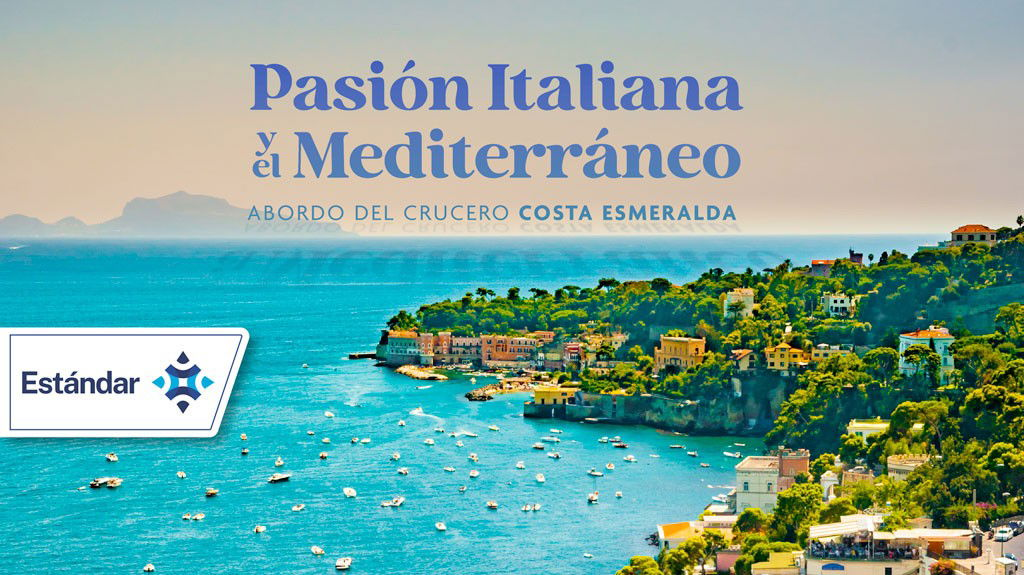 Pasión Italiana
y el Mediterráneo
ABORDO DEL CRUCERO COSTA ESMERALDA
Estándar